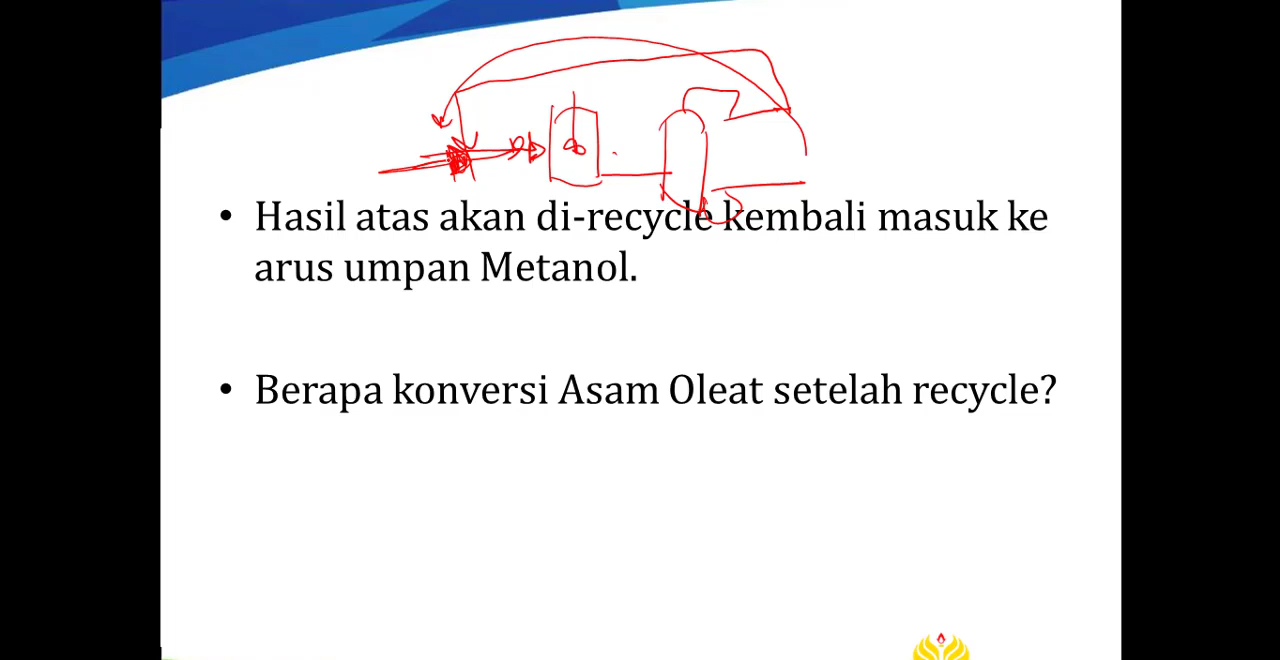 • Hasil atas akan di-recycle kembali masuk ke
arus umpan Metanol.
• Berapa konversi Asam Oleat setelah recycle?